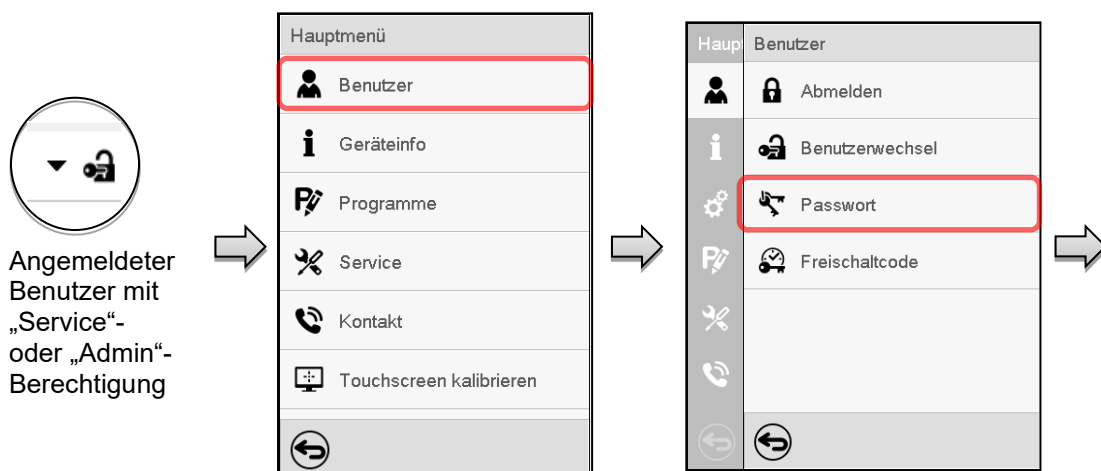 Angemeldeter
Benutzer mit
„Service“-
oder „Admin“-
Berechtigung
Hauptmenü
Benutzer
Geräteinfo
Programme
Service
Kontakt
Touchscreen kalibrieren
Haup
Benutzer
Abmelden
Benutzerwechsel
Passwort
Freischaltcode